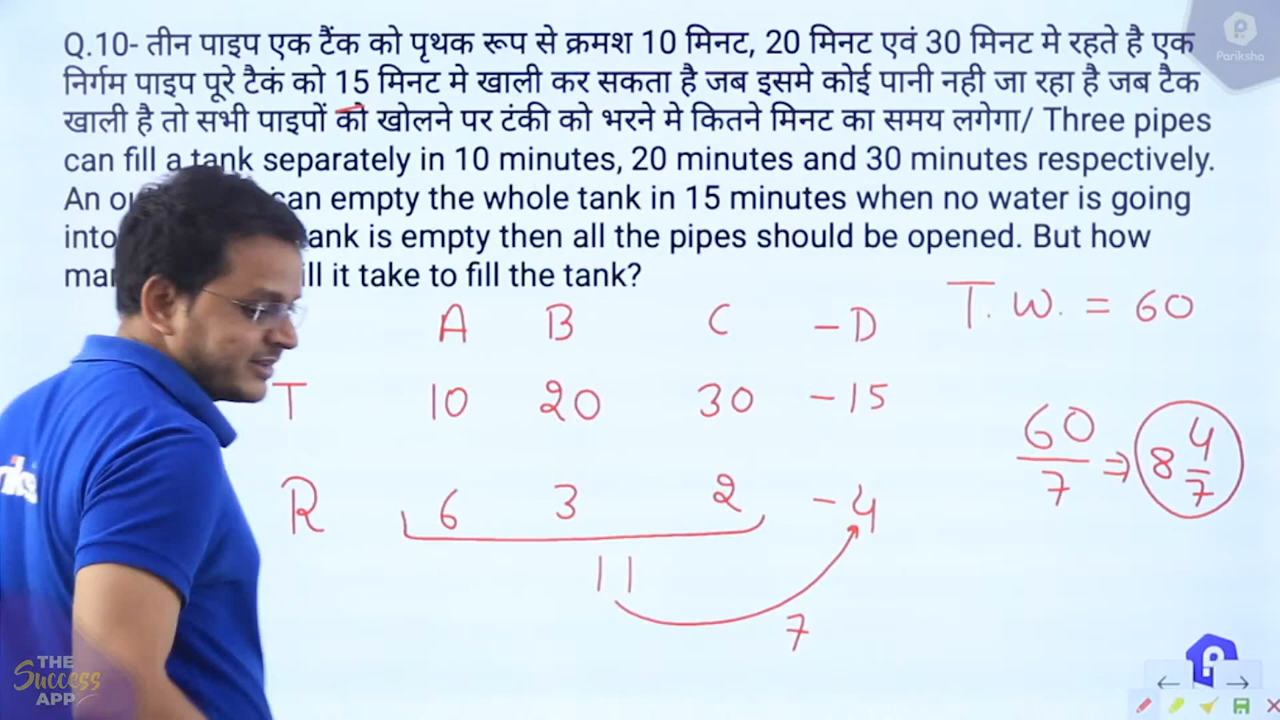 Q.10- तीन पाइप एक टैंक को पृथक रूप से क्रमश 10 मिनट, 20 मिनट एवं 30 मिनट मे रहते है एक
निर्गम पाइप पूरे टैकं को 15 मिनट मे खाली कर सकता है जब इसमे कोई पानी नही जा रहा है जब टैक
खाली है तो सभी पाइपों को खोलने पर टंकी को भरने मे कितने मिनट का समय लगेगा/ Three pipes
can fill a tank separately in 10 minutes, 20 minutes and 30 minutes respectively.
An can empty the whole tank in 15 minutes when no water is going
into tank is empty then all the pipes should be opened. But how
it take to fill the tank?
A B C -D
T. W. = 60
T 10 20 30 -15
60/7 ⇒ 8 4/7
R 6 3 2 -4
11
7
Pariksha
THE
Success
APP